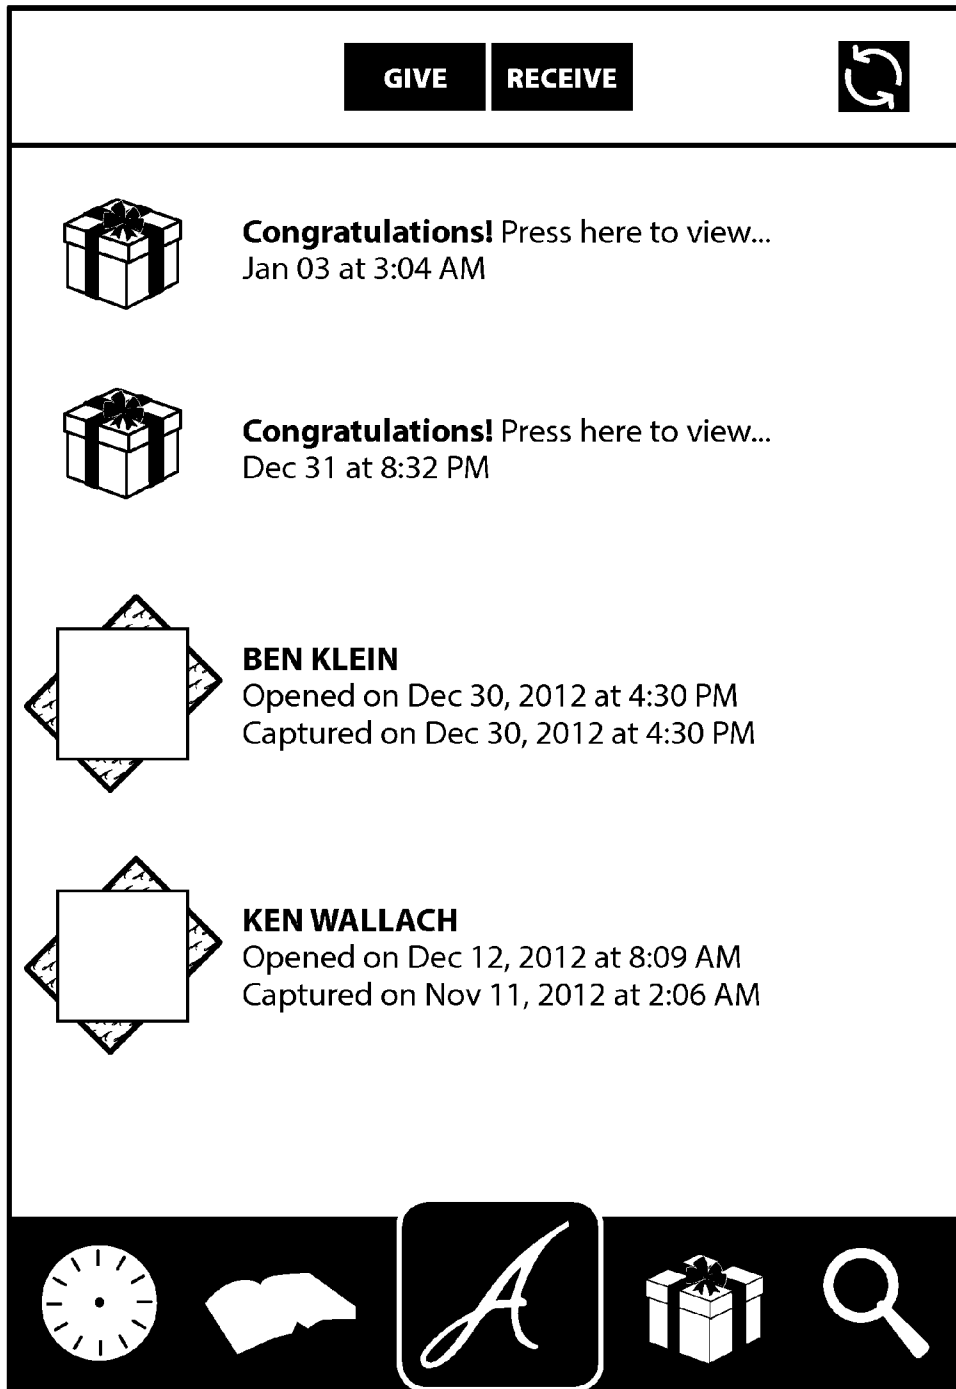 GIVE RECEIVE
Congratulations! Press here to view...
Jan 03 at 3:04 AM
Congratulations! Press here to view...
Dec 31 at 8:32 PM
BEN KLEIN
Opened on Dec 30, 2012 at 4:30 PM
Captured on Dec 30, 2012 at 4:30 PM
KEN WALLACH
Opened on Dec 12, 2012 at 8:09 AM
Captured on Nov 11, 2012 at 2:06 AM
A